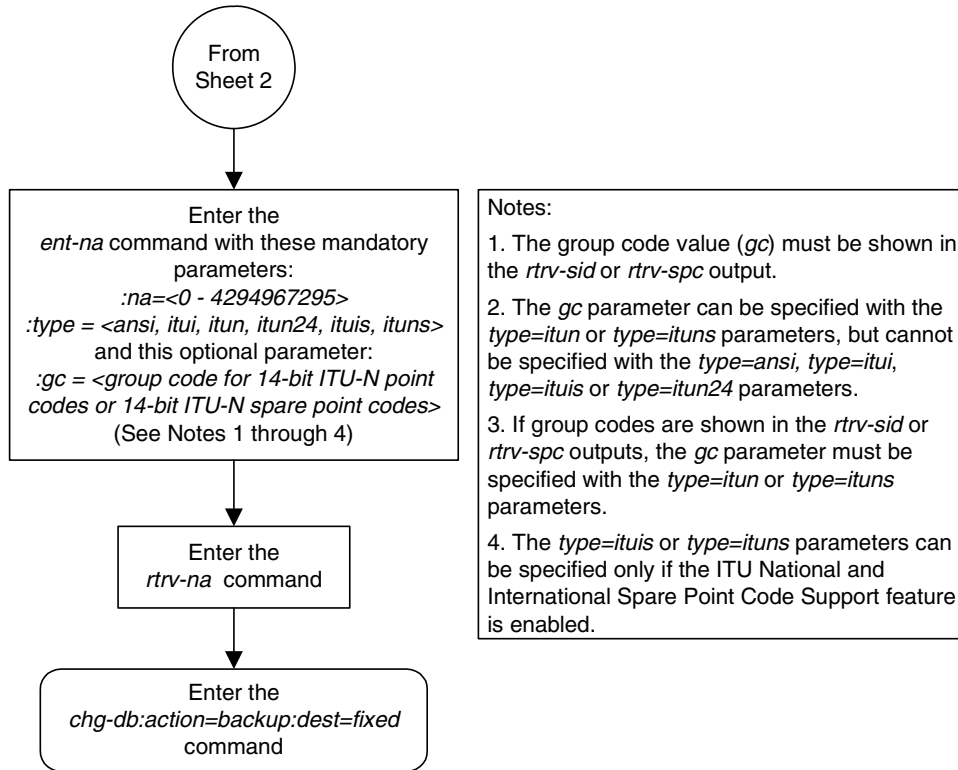 From
Sheet 2
Enter the
ent-na command with these mandatory
parameters:
:na=<0 - 4294967295>
:type = <ansi, itui, itun, itun24, ituis, ituns>
and this optional parameter:
:gc = <group code for 14-bit ITU-N point
codes or 14-bit ITU-N spare point codes>
(See Notes 1 through 4)
Enter the
rtrv-na command
Enter the
chg-db:action=backup:dest=fixed
command
Notes:
1. The group code value (gc) must be shown in
the rtrv-sid or rtrv-spc output.
2. The gc parameter can be specified with the
type=itun or type=ituns parameters, but cannot
be specified with the type=ansi, type=itui,
type=ituis or type=itun24 parameters.
3. If group codes are shown in the rtrv-sid or
rtrv-spc outputs, the gc parameter must be
specified with the type=itun or type=ituns
parameters.
4. The type=ituis or type=ituns parameters can
be specified only if the ITU National and
International Spare Point Code Support feature
is enabled.